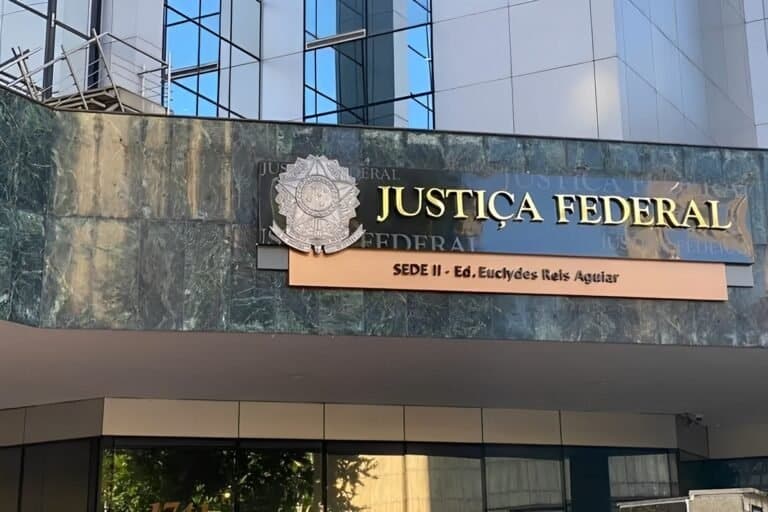 JUSTIÇA FEDERAL
SEDE II - Ed. Euclydes Reis Aguiar